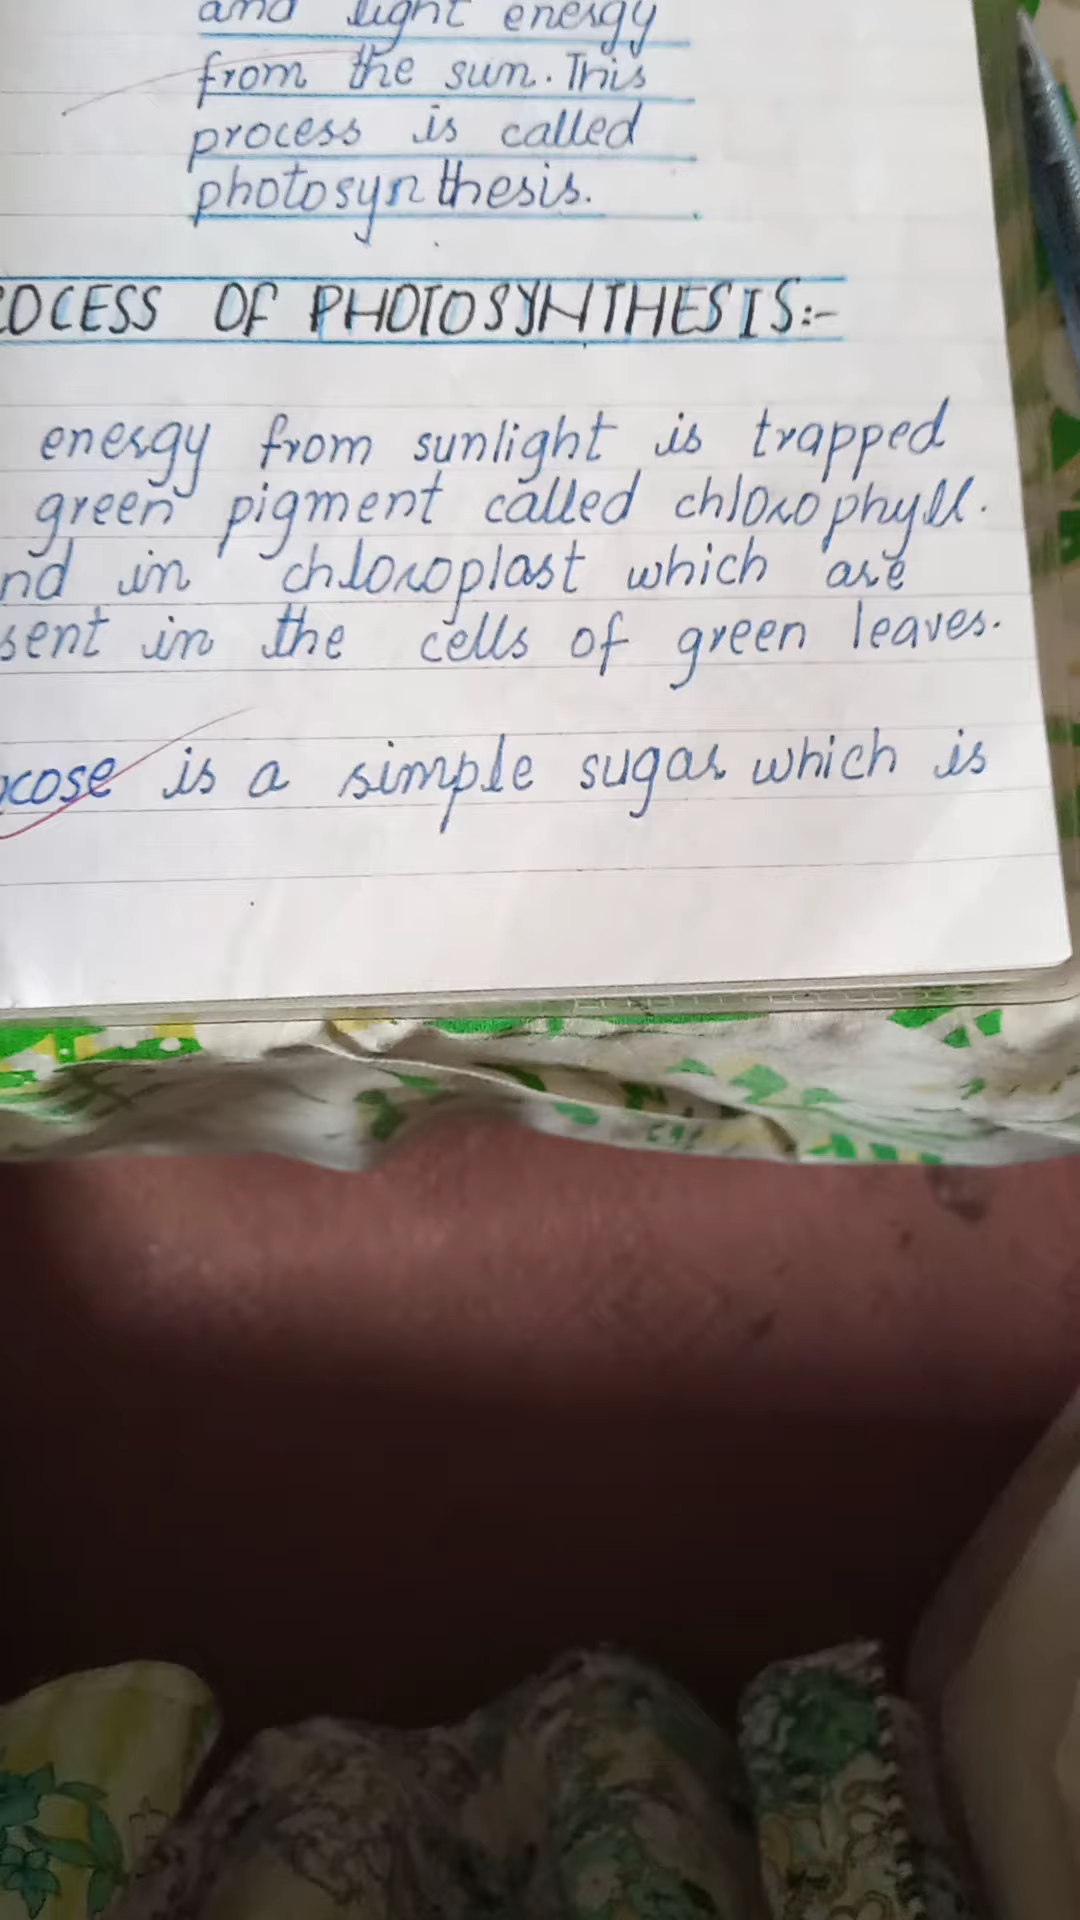 and light energy
from the sun. This
process is called
photosynthesis.
OCESS OF PHOTOSYNTHESIS:-
energy from sunlight is trapped
green pigment called chlorophyll.
nd in chloroplast which are
sent in the cells of green leaves.
cose is a simple sugar which is